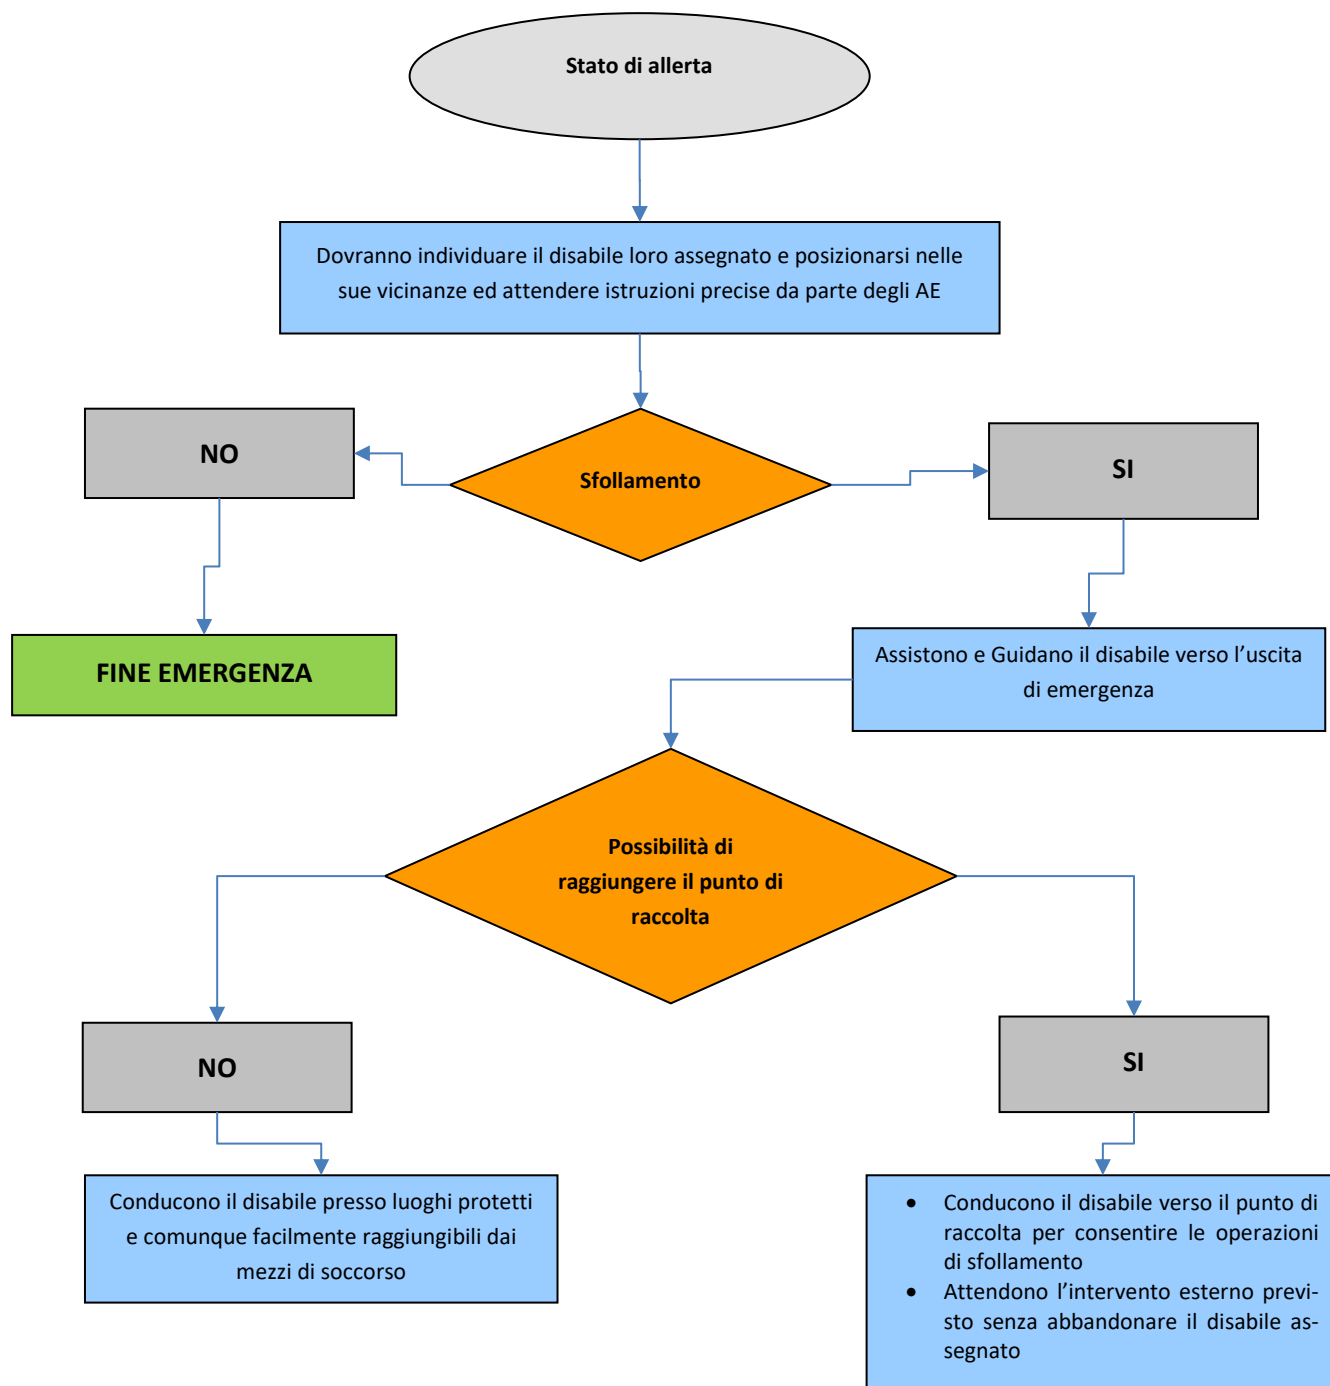 Stato di allerta
Dovranno individuare il disabile loro assegnato e posizionarsi nelle
sue vicinanze ed attendere istruzioni precise da parte degli AE
NO
Sfollamento
SI
FINE EMERGENZA
Assistono e Guidano il disabile verso l’uscita
di emergenza
Possibilità di
raggiungere il punto di
raccolta
NO
SI
Conducono il disabile presso luoghi protetti
e comunque facilmente raggiungibili dai
mezzi di soccorso
• Conducono il disabile verso il punto di
raccolta per consentire le operazioni
di sfollamento
• Attendono l’intervento esterno previ-
sto senza abbandonare il disabile as-
segnato